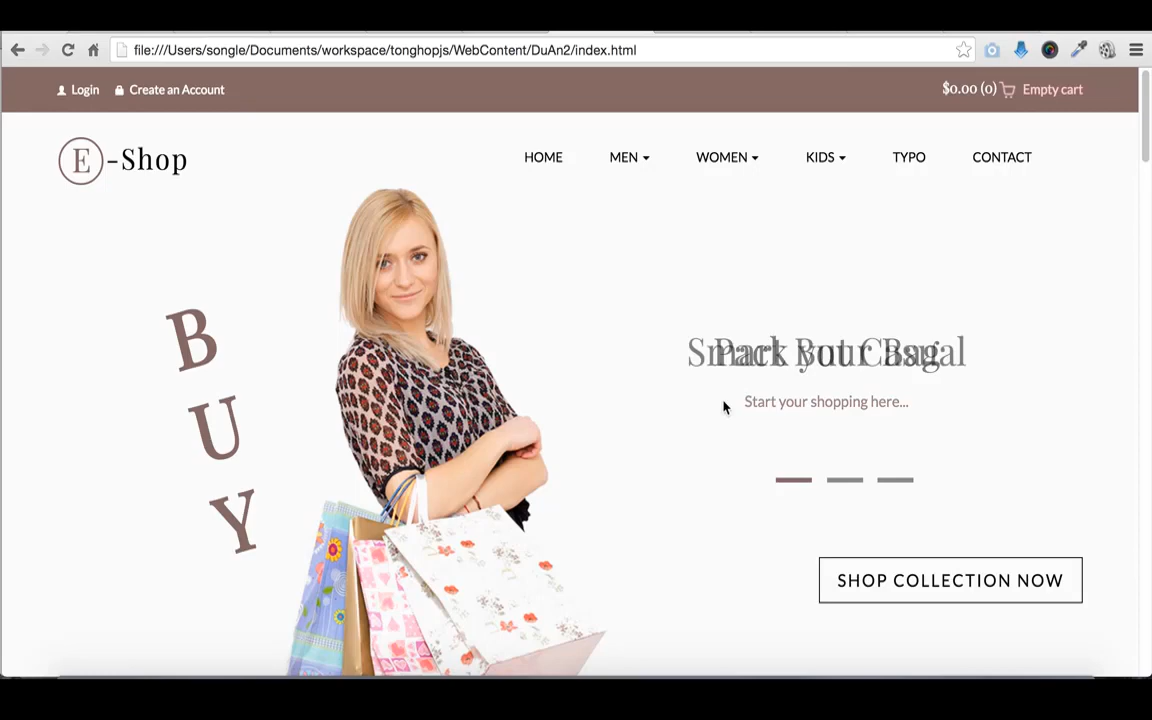 file:///Users/songle/Documents/workspace/tonghopjs/WebContent/DuAn2/index.html
Login Create an Account $0.00 (0) Empty cart
E-Shop HOME MEN WOMEN KIDS TYPO CONTACT
B
U
Y
Start your shopping here...
SHOP COLLECTION NOW